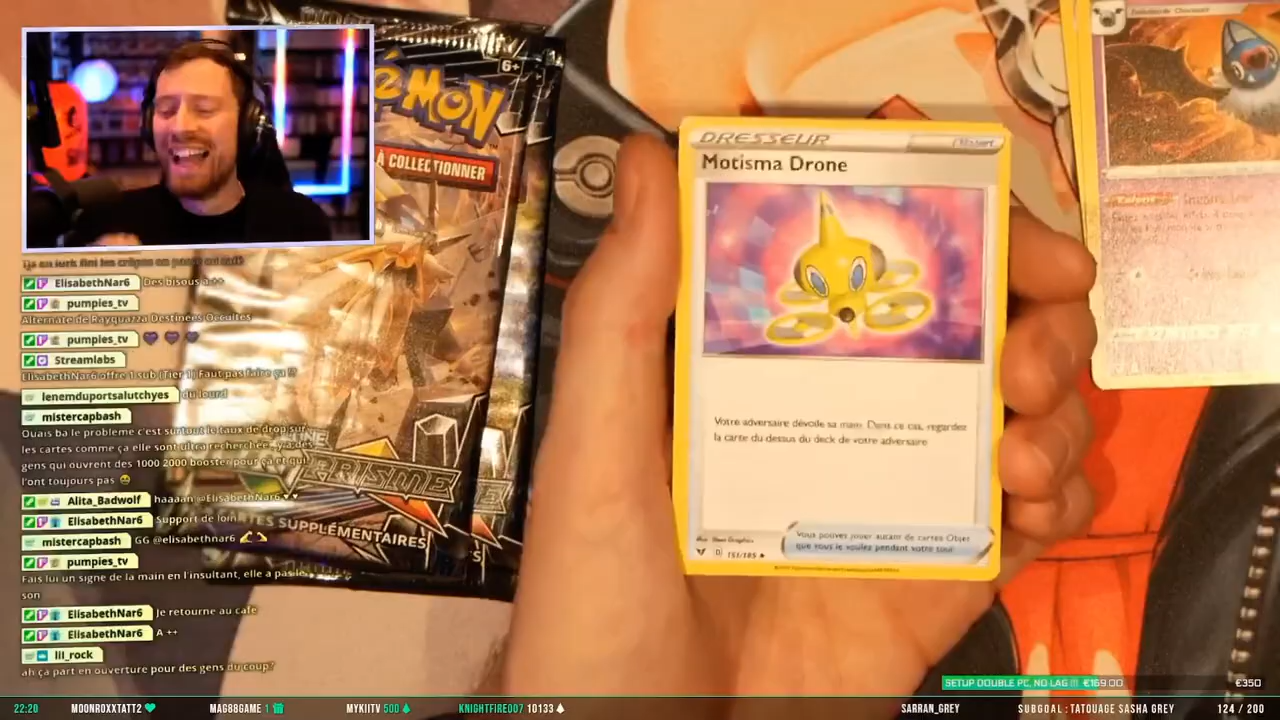 ElisabethNar6 Des bisous a ++
pumpies_tv
Alternate de Rayquazza Destinées Occultes
pumpies_tv
Streamlabs
ElisabethNar6 offre 1 sub (Tier 1) Faut pas faire ça !!
lenemduportsalutchyes du lourd
mistercapbash
Ouais ba le probleme c'est surtout le taux de drop sur
les cartes comme ça elle sont ultra recherchée. y'a des
gens qui ouvrent des 1000 2000 booster pour ça et qui
l'ont toujours pas
Alita_Badwolf haaaan @ElisabethNar6
ElisabethNar6 Support de loin
mistercapbash GG @elisabethnar6
pumpies_tv
Fais lui un signe de la main en l'insultant, elle a pas le
son
ElisabethNar6 Je retourne au cafe
ElisabethNar6 A ++
lil_rock
ah ça part en ouverture pour des gens du coup?
6+
émon
À COLLECTIONNER
PRISME
SUPPLÉMENTAIRES
DRESSEUR
Objet
Motisma Drone
Votre adversaire dévoile sa main. Dans ce cas, regardez
la carte du dessus du deck de votre adversaire
Vous pouvez jouer autant de cartes Objet
que vous le voulez pendant votre tour.
D 151/185
SETUP DOUBLE PC, NO LAG !!! €169.00
€350
22:20
MOONROXXTATT2
MAG88GAME 1
MYKIITV 500
KNIGHTFIRE007 10133
SARRAN_GREY
SUBGOAL : TATOUAGE SASHA GREY
124 / 200